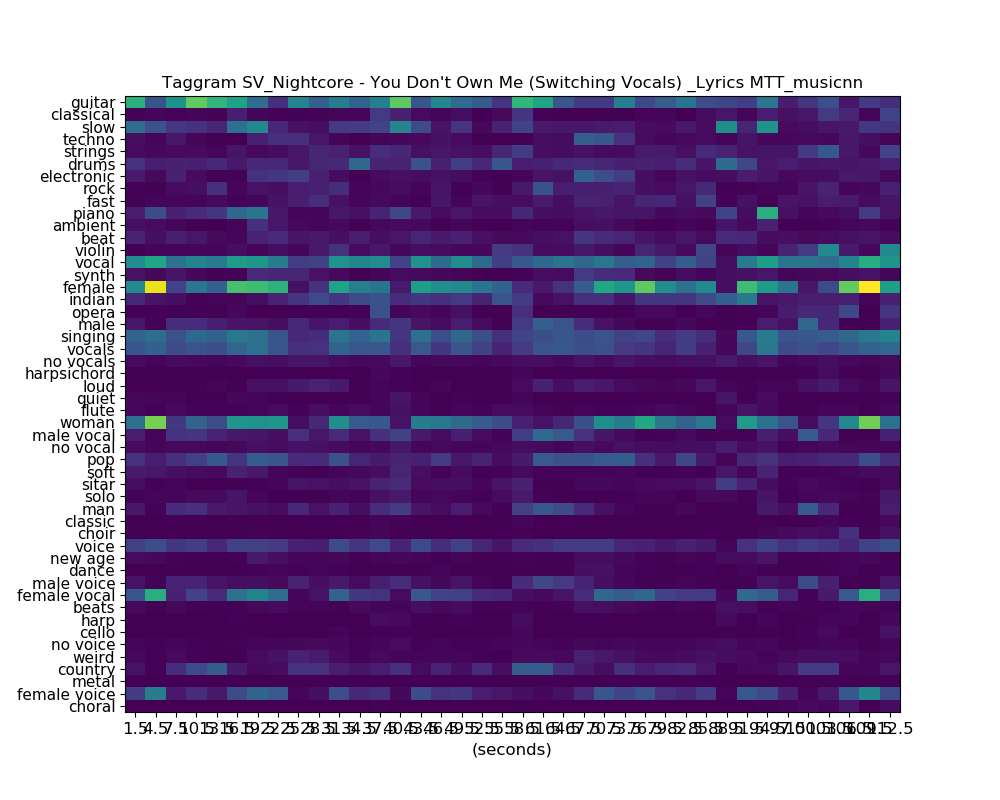 Taggram SV_Nightcore - You Don't Own Me (Switching Vocals) _Lyrics MTT_musicnn
guitar
classical
slow
techno
strings
drums
electronic
rock
fast
piano
ambient
beat
violin
vocal
synth
female
indian
opera
male
singing
vocals
no vocals
harpsichord
loud
quiet
flute
woman
male vocal
no vocal
pop
soft
sitar
solo
man
classic
choir
voice
new age
dance
male voice
female vocal
beats
harp
cello
no voice
weird
country
metal
female voice
choral
(seconds)